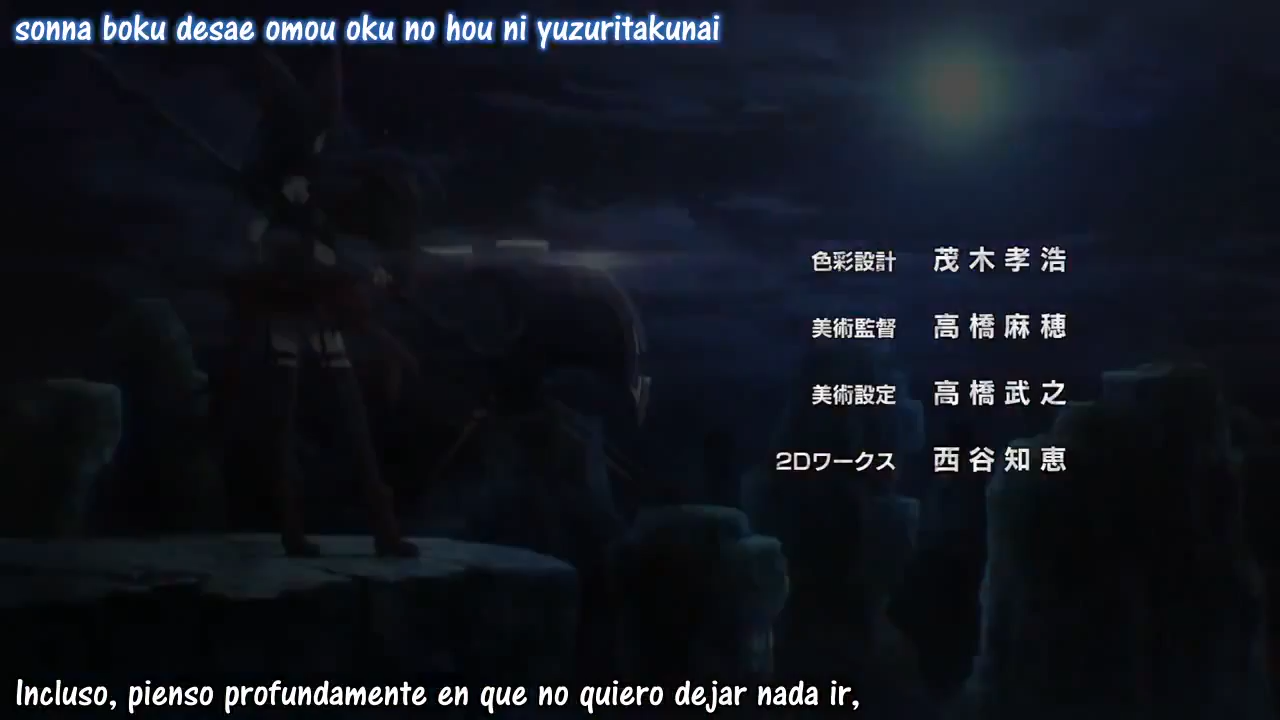 sonna boku desae omou oku no hou ni yuzuritakunai
色彩設計 茂木孝浩
美術監督 高橋麻穂
美術設定 高橋武之
2Dワークス 西谷知恵
Incluso, pienso profundamente en que no quiero dejar nada ir,